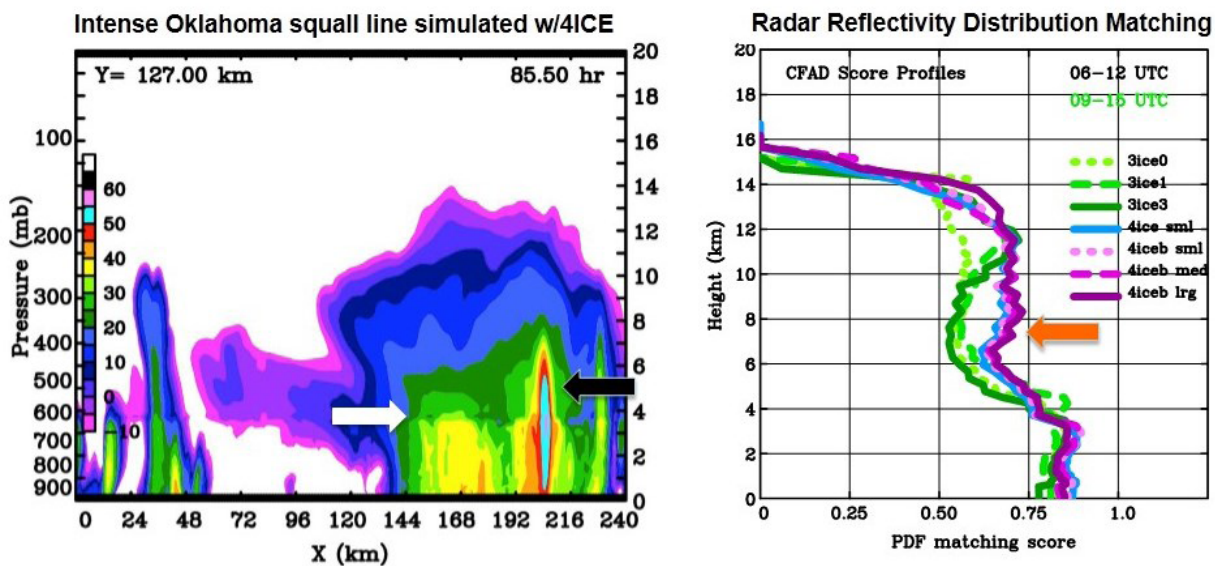 Intense Oklahoma squall line simulated w/4ICE
Y= 127.00 km 85.50 hr
Pressure (mb)
100
200
300
400
500
600
700
800
900
60
50
40
30
20
10
0
-10
20
18
16
14
12
10
8
6
4
2
0
0 24 48 72 96 120 144 168 192 216 240
X (km)
Radar Reflectivity Distribution Matching
CFAD Score Profiles 06-12 UTC
09-15 UTC
3ice0
3ice1
3ice3
4ice sml
4iceb sml
4iceb med
4iceb lrg
Height (km)
20
18
16
14
12
10
8
6
4
2
0
0 0.25 0.50 0.75 1.0
PDF matching score